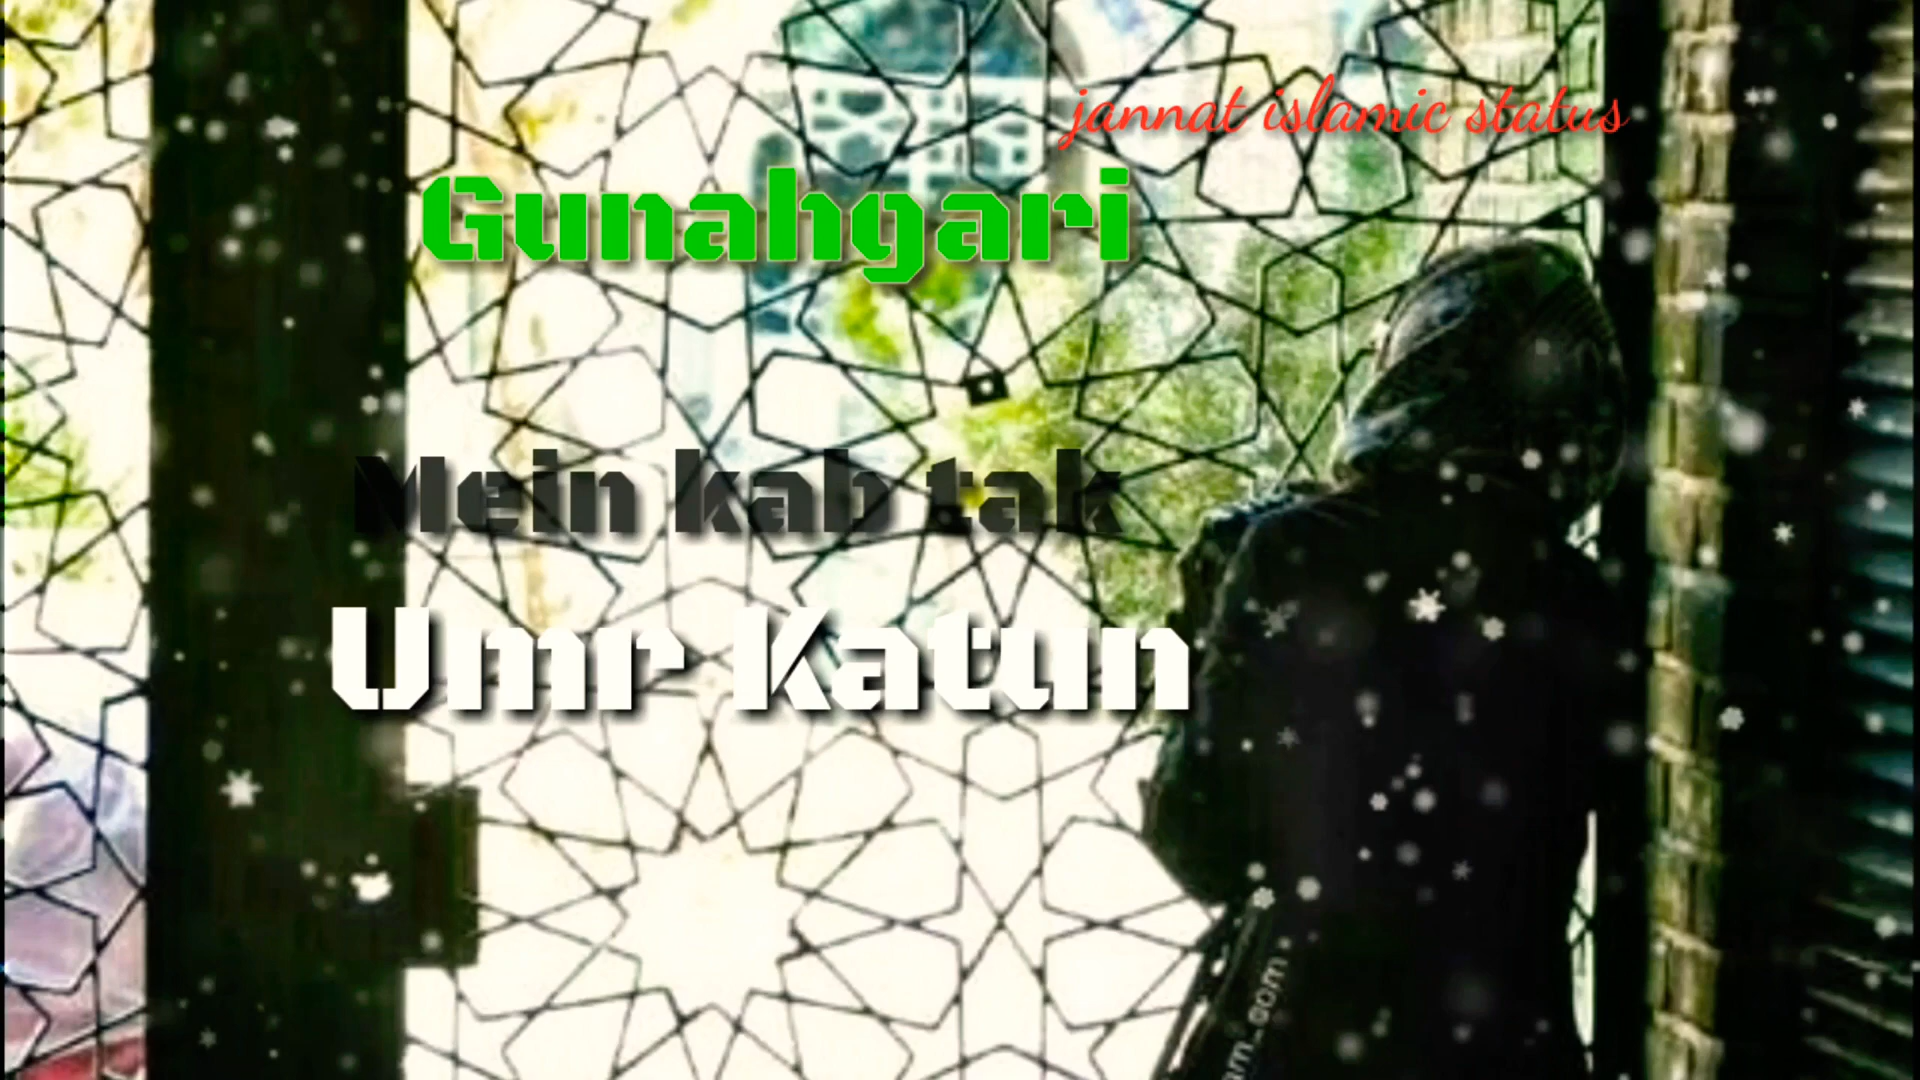 jannat islamic status
Gunahgari
Mein kab tak
Umr Katun